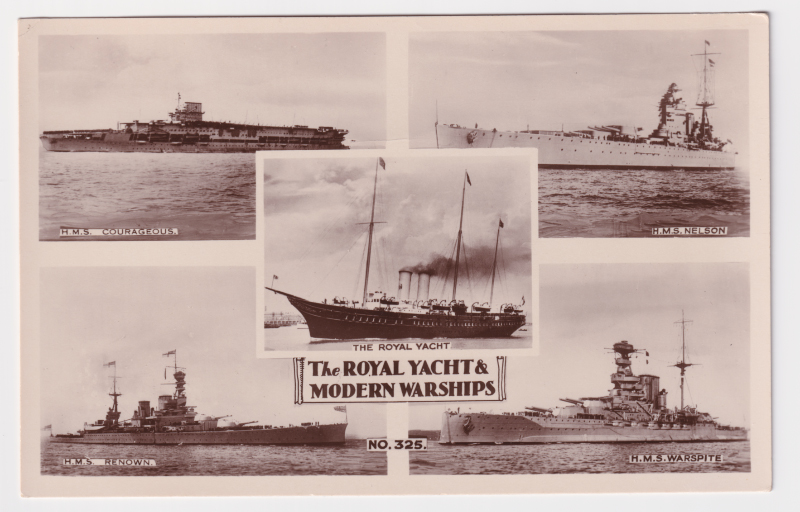 H.M.S. COURAGEOUS.
H.M.S. NELSON
THE ROYAL YACHT
The ROYAL YACHT &
MODERN WARSHIPS
H.M.S. RENOWN.
NO. 325.
H.M.S. WARSPITE